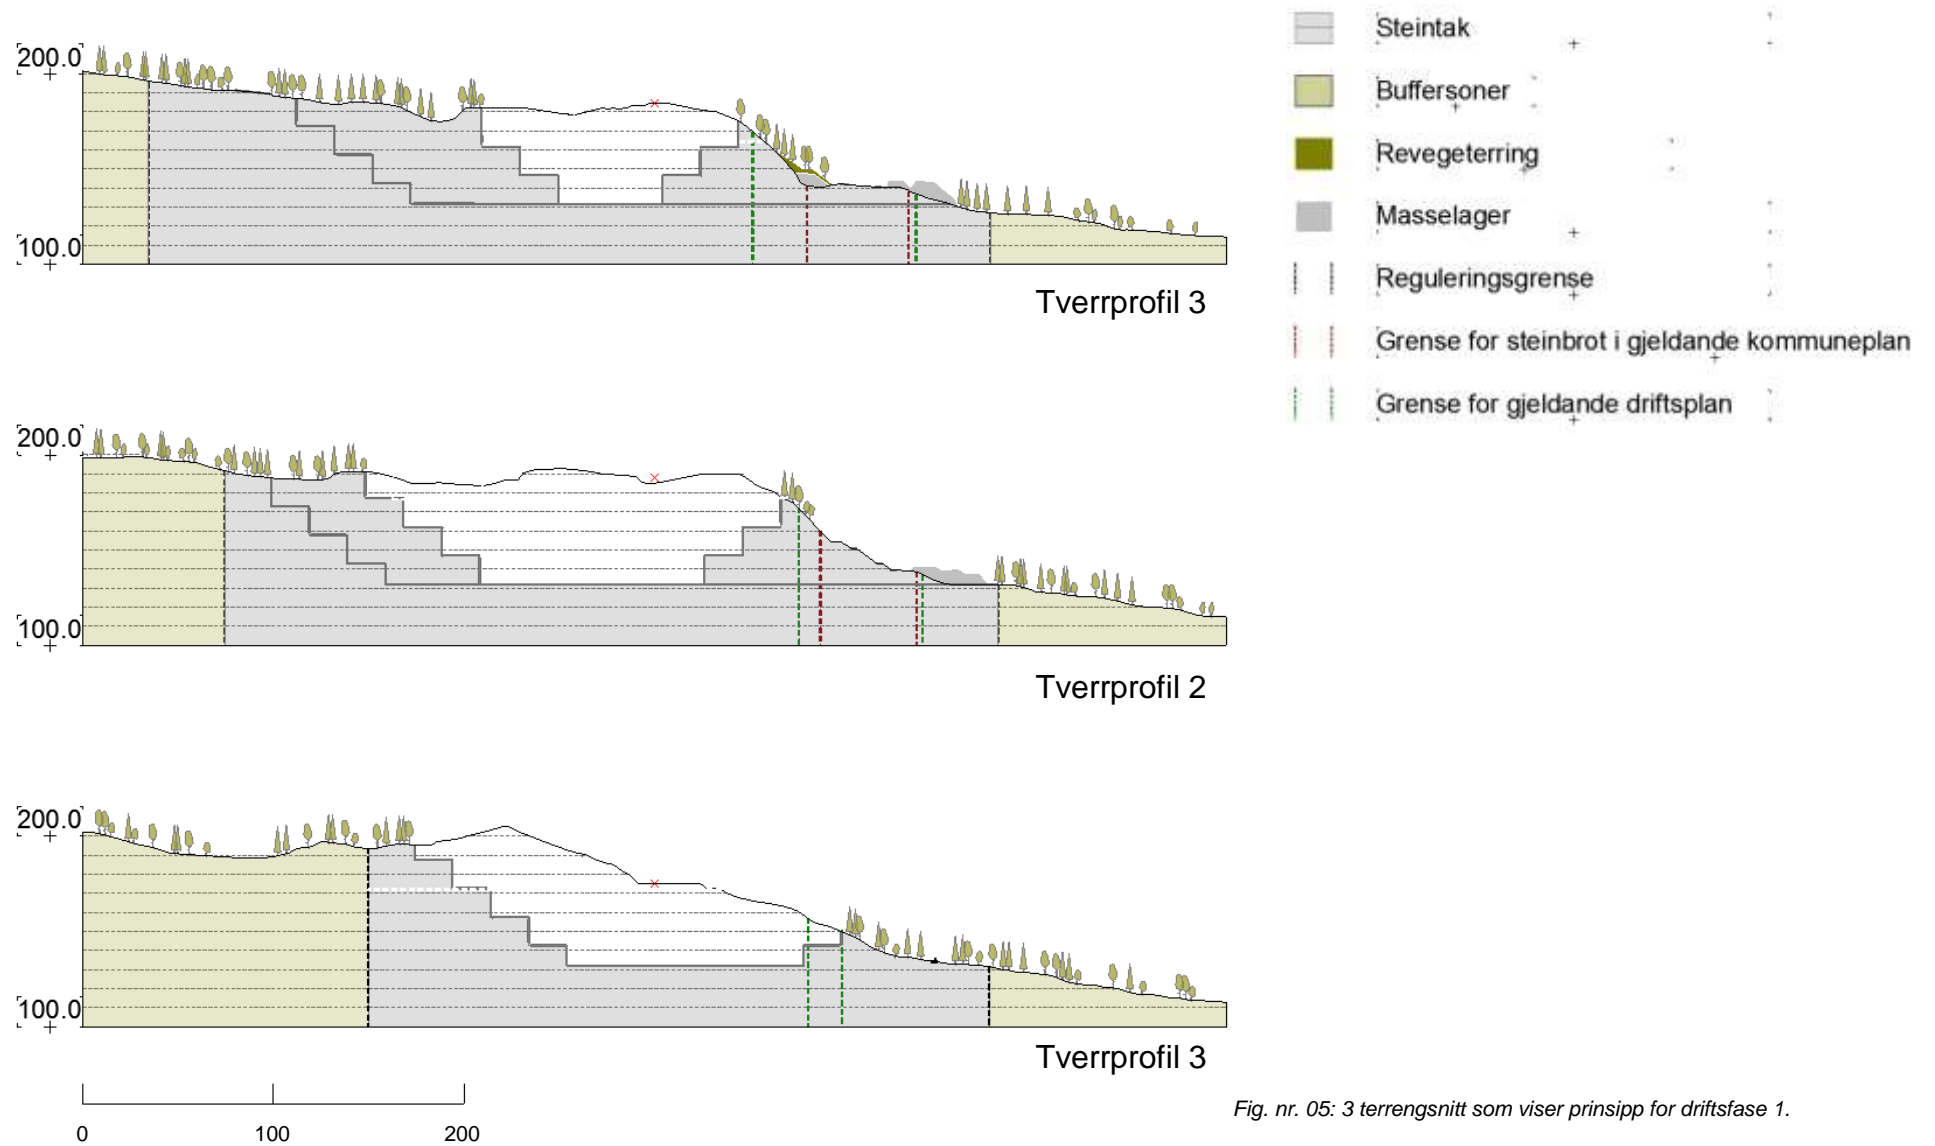 200.0
100.0
Tverrprofil 3
Steintak
Buffersoner
Revegeterring
Masselager
Reguleringsgrense
Grense for steinbrot i gjeldande kommuneplan
Grense for gjeldande driftsplan
200.0
100.0
Tverrprofil 2
200.0
100.0
Tverrprofil 3
0 100 200
Fig. nr. 05: 3 terrengsnitt som viser prinsipp for driftsfase 1.